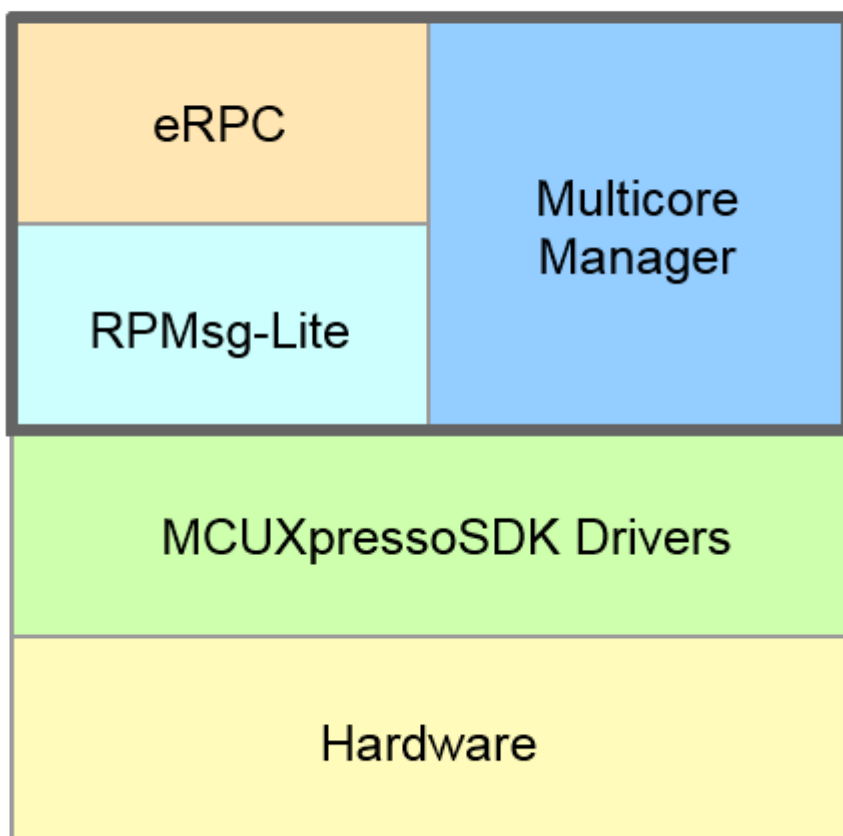 eRPC
Multicore
Manager
RPMsg-Lite
MCUXpressoSDK Drivers
Hardware